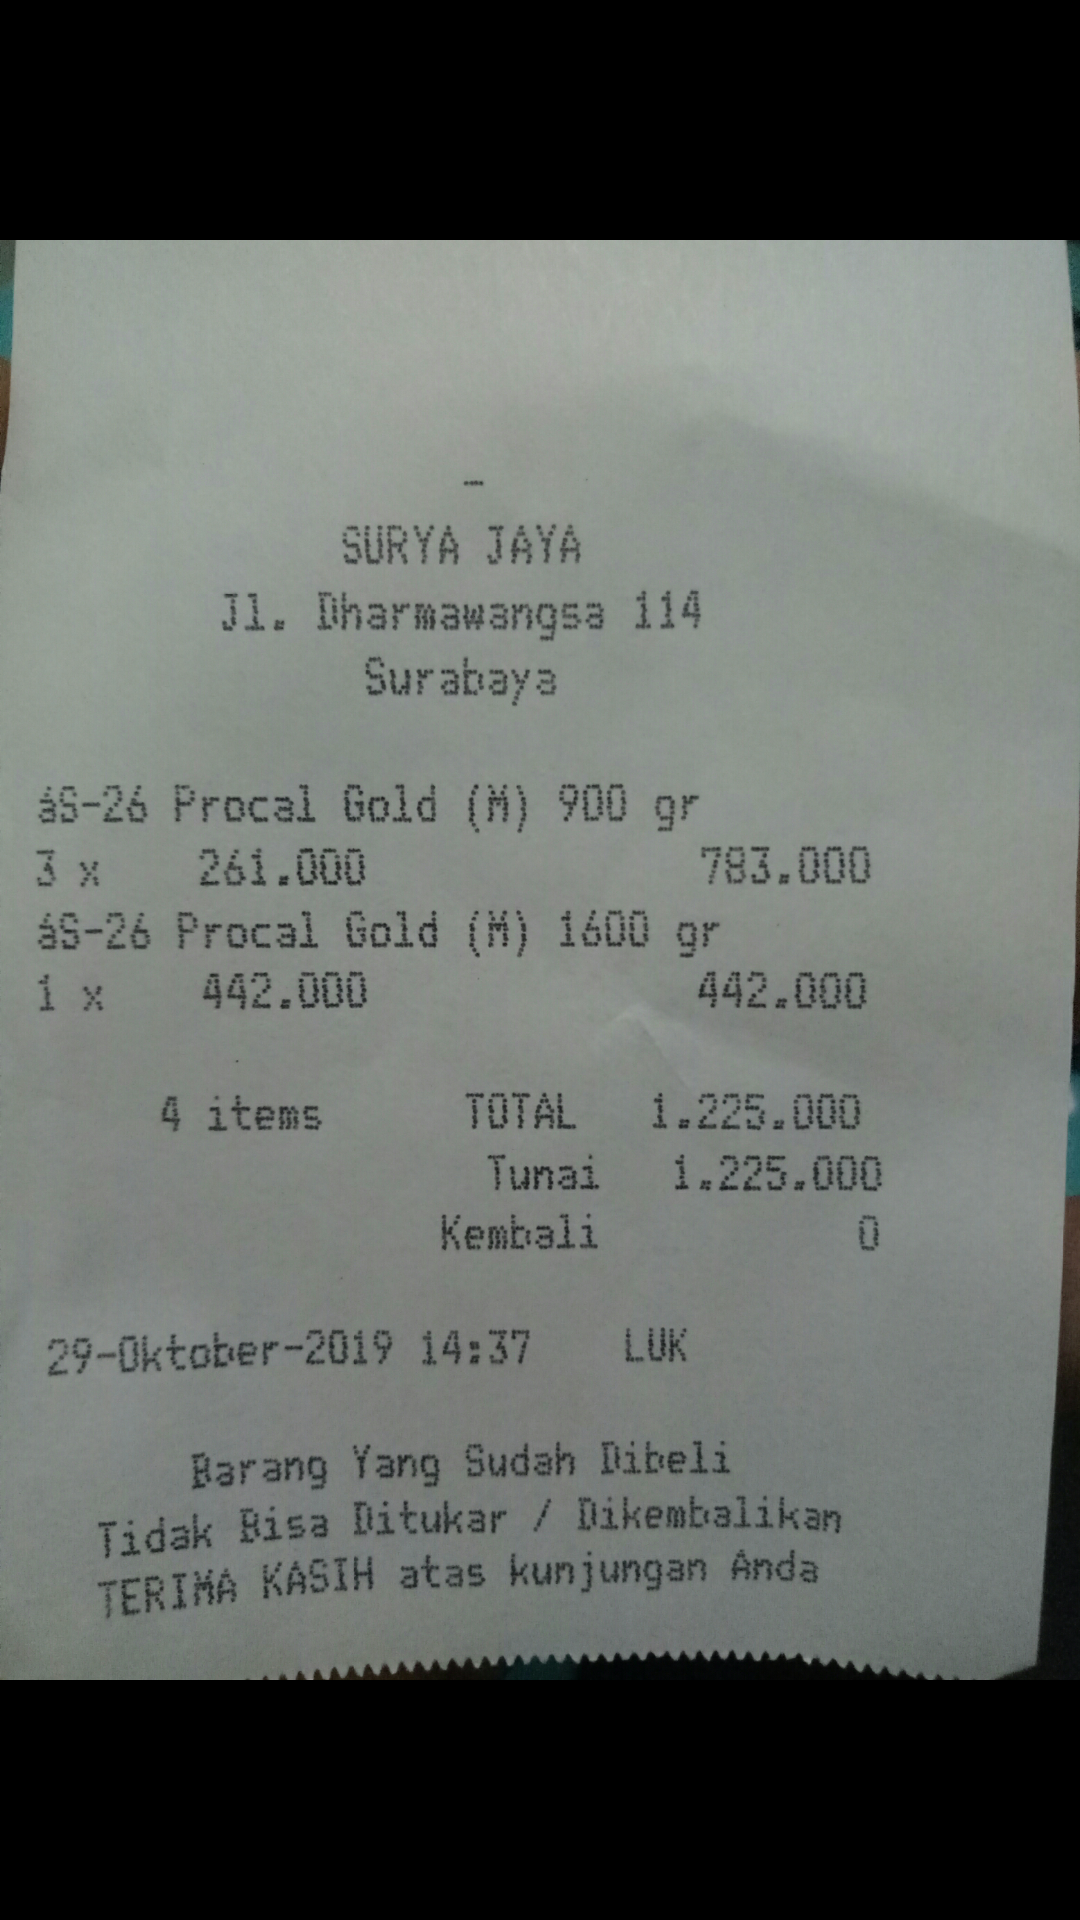 -
SURYA JAYA
Jl. Dharmawangsa 114
Surabaya
áS-26 Procal Gold (M) 900 gr
3 x 261.000 783.000
áS-26 Procal Gold (M) 1600 gr
1 x 442.000 442.000
4 items TOTAL 1.225.000
Tunai 1.225.000
Kembali 0
29-Oktober-2019 14:37 LUK
Barang Yang Sudah Dibeli
Tidak Bisa Ditukar / Dikembalikan
TERIMA KASIH atas kunjungan Anda